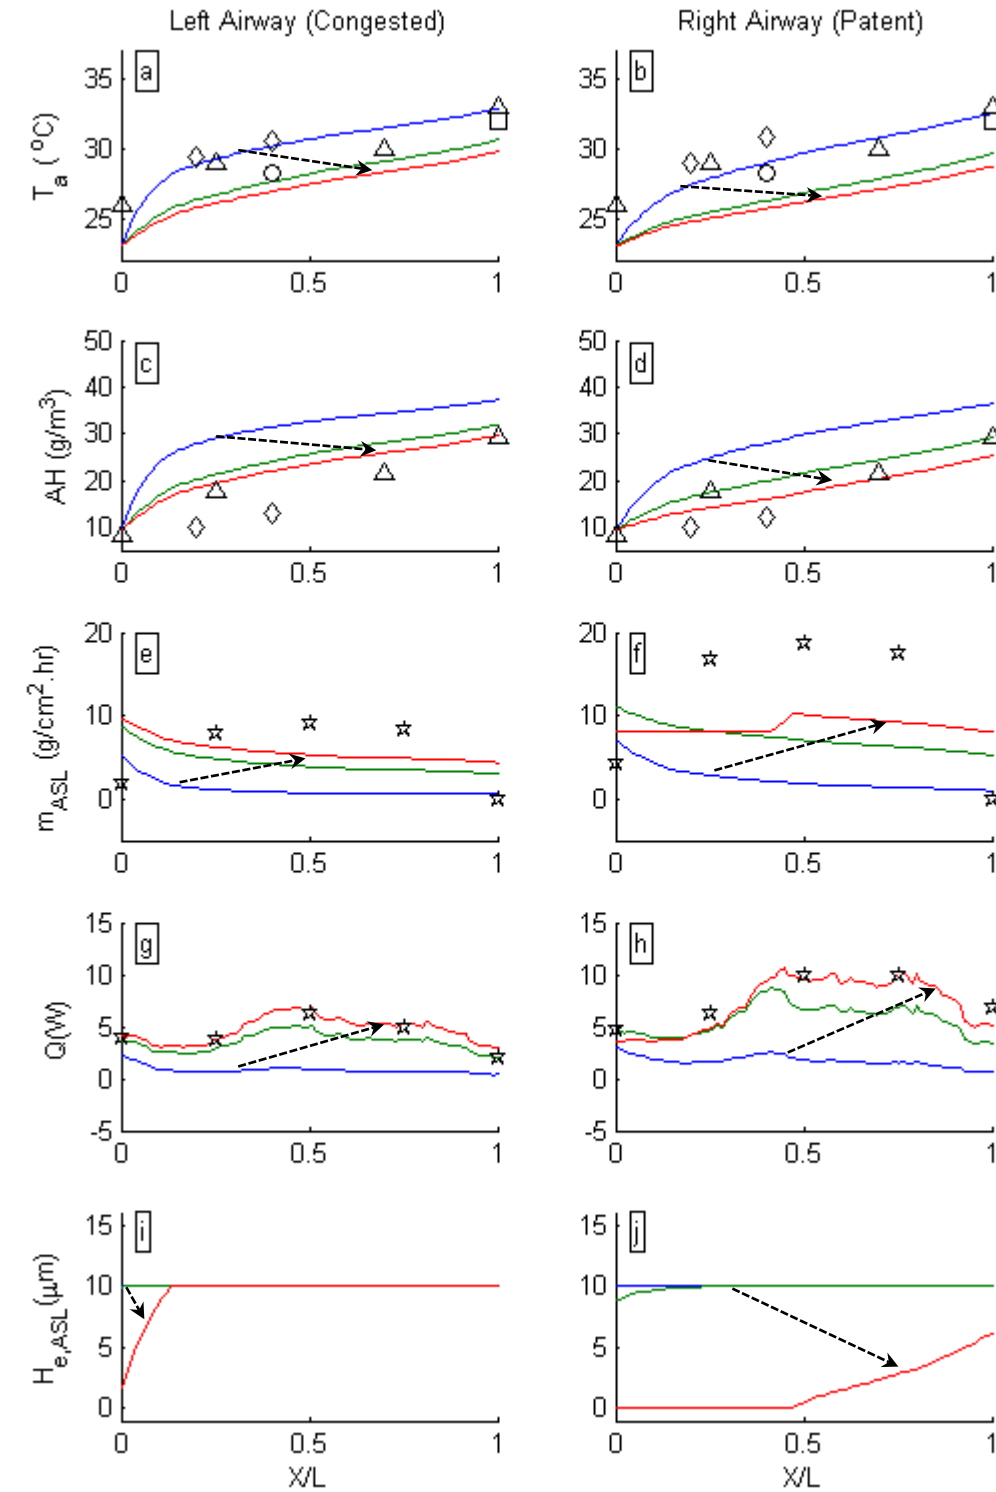 Left Airway (Congested) Right Airway (Patent)
a b
35 35
30 30
25 25
T_a ( °C)
0 0.5 1 0 0.5 1
c d
50 50
40 40
30 30
20 20
10 10
AH (g/m³)
0 0.5 1 0 0.5 1
e f
20 20
10 10
0 0
m_ASL (g/cm².hr)
0 0.5 1 0 0.5 1
g h
15 15
10 10
5 5
0 0
-5 -5
Q(W)
0 0.5 1 0 0.5 1
i j
15 15
10 10
5 5
0 0
H_e,ASL(μm)
0 0.5 1 0 0.5 1
X/L X/L